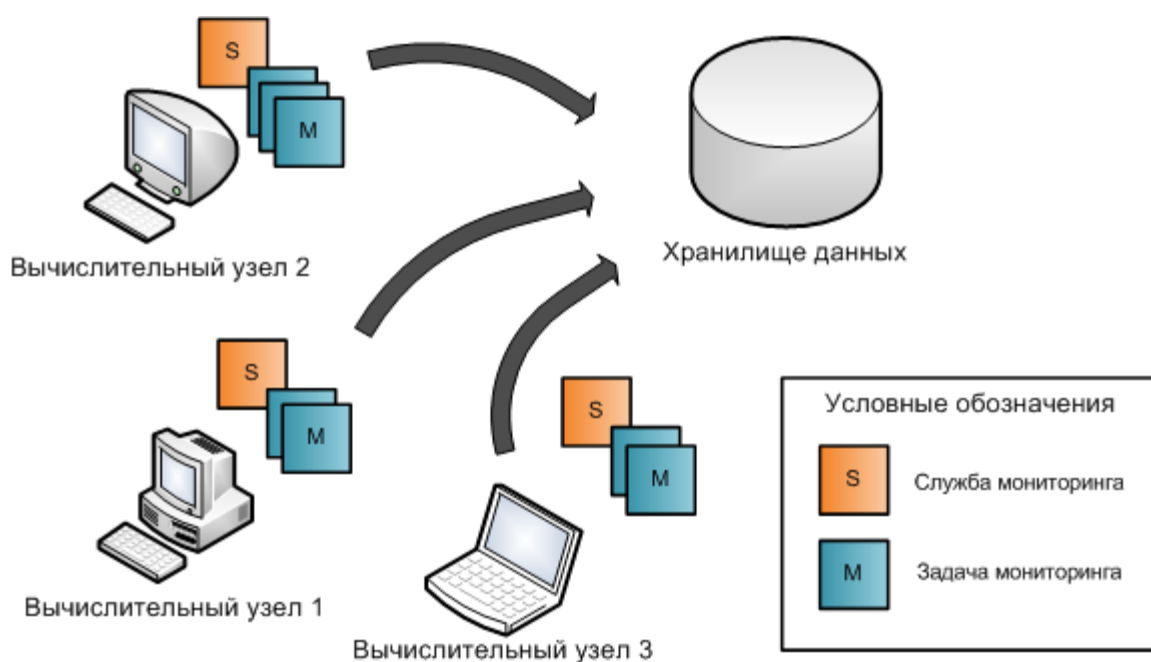 S
M
Вычислительный узел 2
Хранилище данных
S
M
Вычислительный узел 1
S
M
Вычислительный узел 3
Условные обозначения
S Служба мониторинга
M Задача мониторинга